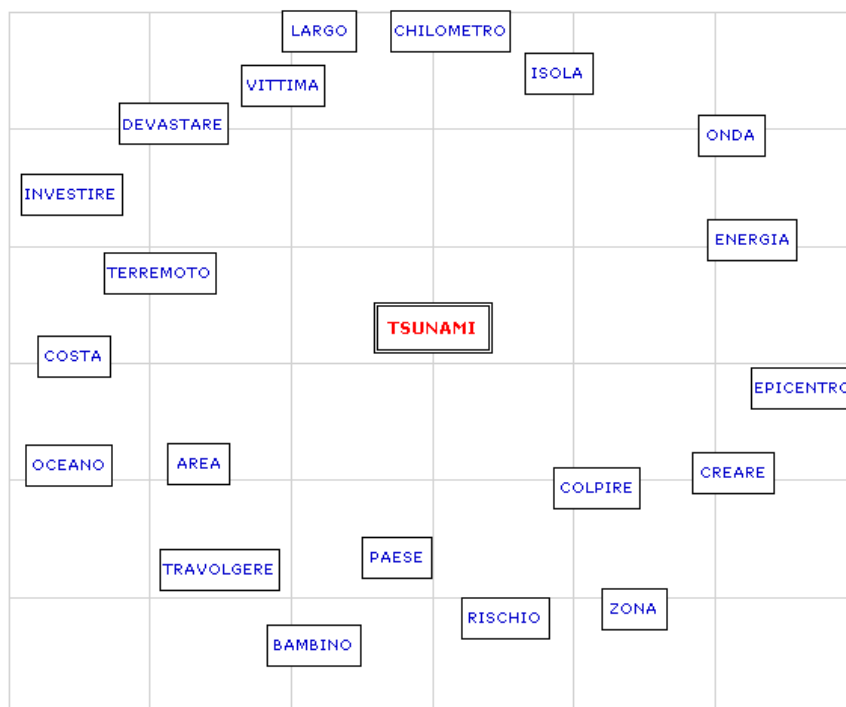 LARGO
CHILOMETRO
ISOLA
VITTIMA
DEVASTARE
ONDA
INVESTIRE
ENERGIA
TERREMOTO
TSUNAMI
COSTA
EPICENTRO
OCEANO
AREA
CREARE
COLPIRE
PAESE
TRAVOLGERE
ZONA
RISCHIO
BAMBINO